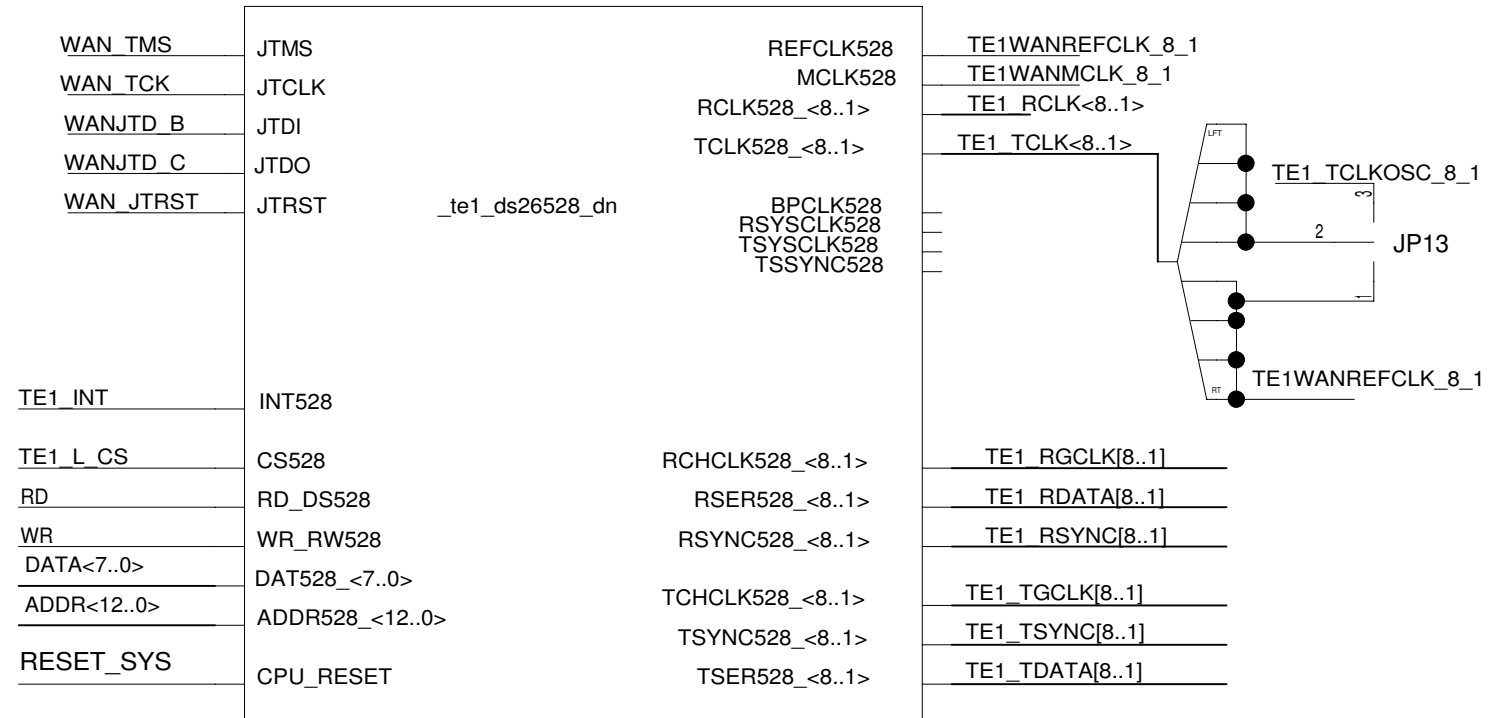 WAN_TMS
JTMS
WAN_TCK
JTCLK
WANJTD_B
JTDI
WANJTD_C
JTDO
WAN_JTRST
JTRST
_te1_ds26528_dn
REFCLK528
TE1WANREFCLK_8_1
MCLK528
TE1WANMCLK_8_1
RCLK528_<8..1>
TE1_RCLK<8..1>
TCLK528_<8..1>
TE1_TCLK<8..1>
BPCLK528
RSYSCLK528
TSYSCLK528
TSSYNC528
LFT
TE1_TCLKOSC_8_1
3
2
JP13
1
RT
TE1WANREFCLK_8_1
TE1_INT
INT528
TE1_L_CS
CS528
RD
RD_DS528
WR
WR_RW528
DATA<7..0>
DAT528_<7..0>
ADDR<12..0>
ADDR528_<12..0>
RESET_SYS
CPU_RESET
RCHCLK528_<8..1>
TE1_RGCLK[8..1]
RSER528_<8..1>
TE1_RDATA[8..1]
RSYNC528_<8..1>
TE1_RSYNC[8..1]
TCHCLK528_<8..1>
TE1_TGCLK[8..1]
TSYNC528_<8..1>
TE1_TSYNC[8..1]
TSER528_<8..1>
TE1_TDATA[8..1]